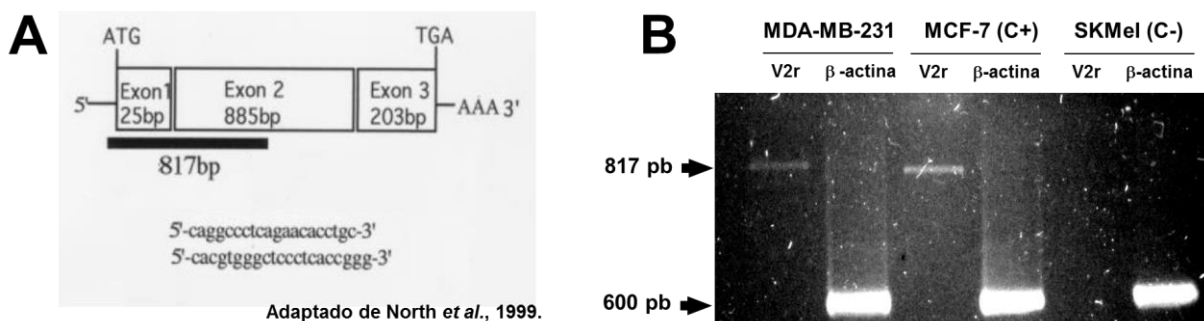 A
ATG
TGA
5'
Exon1
25bp
Exon 2
885bp
Exon 3
203bp
AAA 3'
817bp
5'-caggccctcagaacacctgc-3'
5'-cacgtgggctccctcaccggg-3'
Adaptado de North et al., 1999.
B
MDA-MB-231 MCF-7 (C+) SKMel (C-)
V2r β -actina V2r β-actina V2r β-actina
817 pb
600 pb